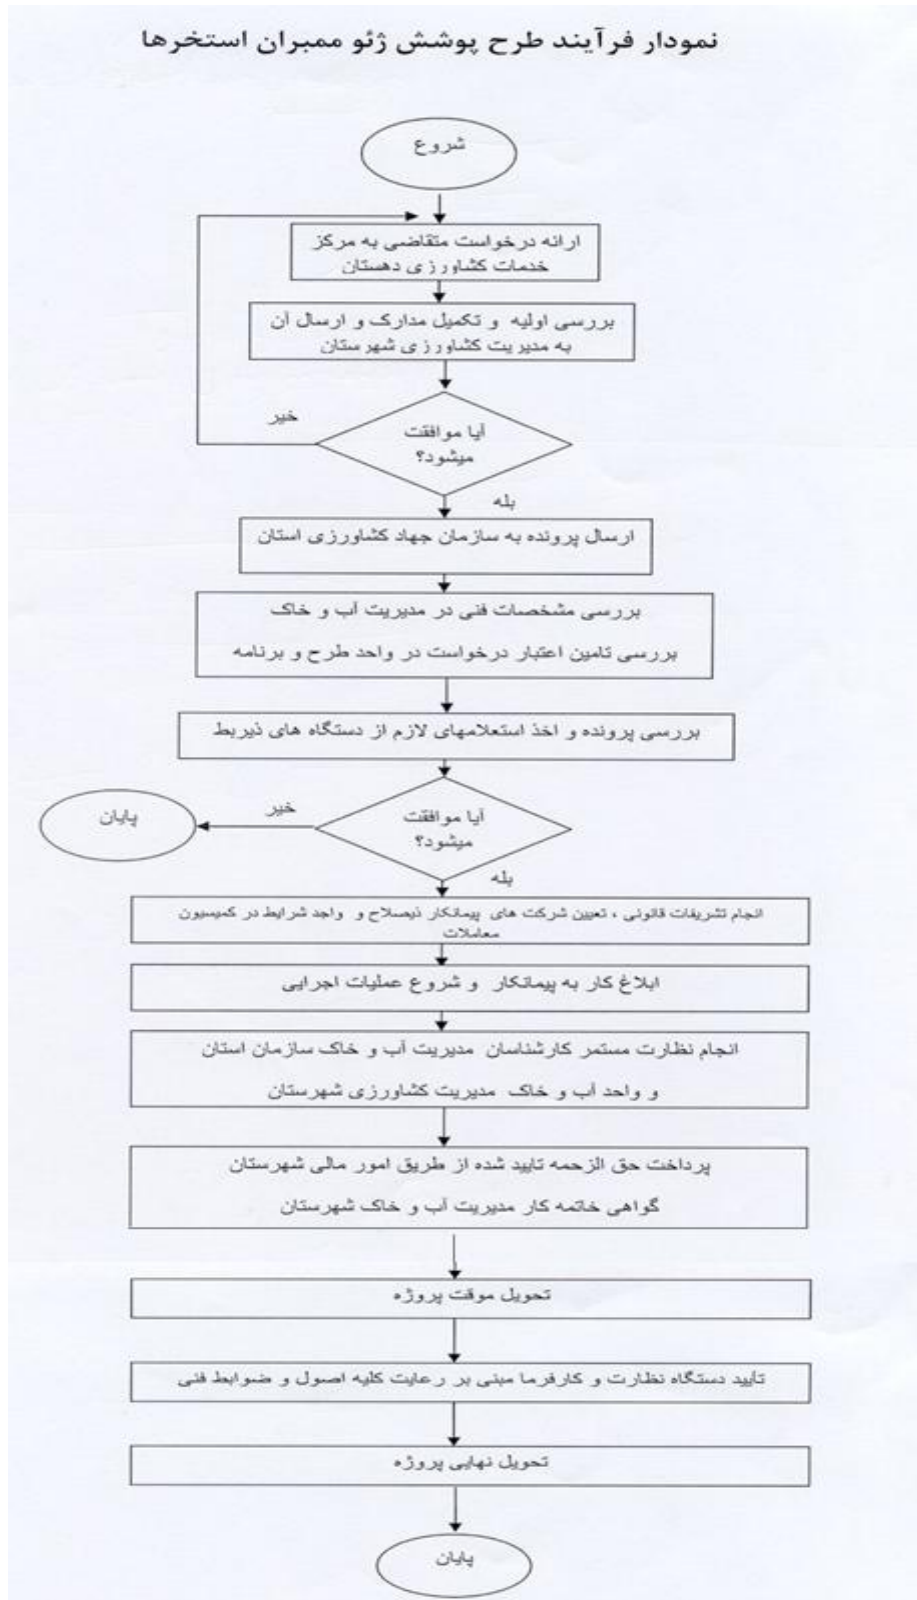 نمودار فرآیند طرح پوشش ژئو ممبران استخرها
شروع
ارائه درخواست متقاضی به مرکز
خدمات کشاورزی دهستان
بررسی اولیه و تکمیل مدارک و ارسال آن
به مدیریت کشاورزی شهرستان
خیر
آیا موافقت
میشود؟
بله
ارسال پرونده به سازمان جهاد کشاورزی استان
بررسی مشخصات فنی در مدیریت آب و خاک
بررسی تامین اعتبار درخواست در واحد طرح و برنامه
بررسی پرونده و اخذ استعلامهای لازم از دستگاه های ذیربط
آیا موافقت
میشود؟
خیر
پایان
بله
انجام تشریفات قانونی ، تعیین شرکت های پیمانکار ذیصلاح و واجد شرایط در کمیسیون
معاملات
ابلاغ کار به پیمانکار و شروع عملیات اجرایی
انجام نظارت مستمر کارشناسان مدیریت آب و خاک سازمان استان
و واحد آب و خاک مدیریت کشاورزی شهرستان
پرداخت حق الزحمه تایید شده از طریق امور مالی شهرستان
گواهی خاتمه کار مدیریت آب و خاک شهرستان
تحویل موقت پروژه
تأیید دستگاه نظارت و کارفرما مبنی بر رعایت کلیه اصول و ضوابط فنی
تحویل نهایی پروژه
پایان